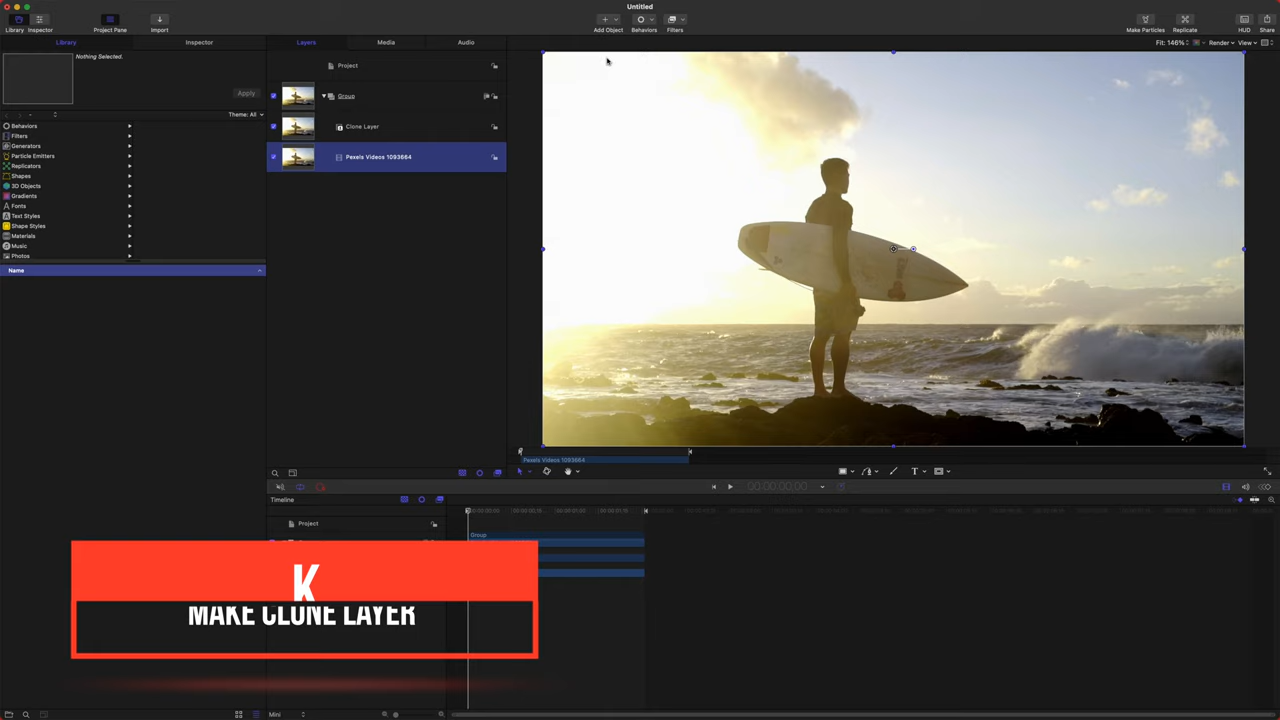 Untitled
Library
Inspector
Project Pane
Import
Add Object
Behaviors
Filters
Make Particles
Replicate
HUD
Share
Library
Inspector
Layers
Media
Audio
Fit: 146%
Render
View
Nothing Selected.
Apply
Theme: All
Project
Group
Clone Layer
Pexels Videos 1093664
Behaviors
Filters
Generators
Particle Emitters
Replicators
Shapes
3D Objects
Gradients
Fonts
Text Styles
Shape Styles
Materials
Music
Photos
Name
Pexels Videos 1093664
Timeline
Project
Group
K
MAKE CLONE LAYER
Mini